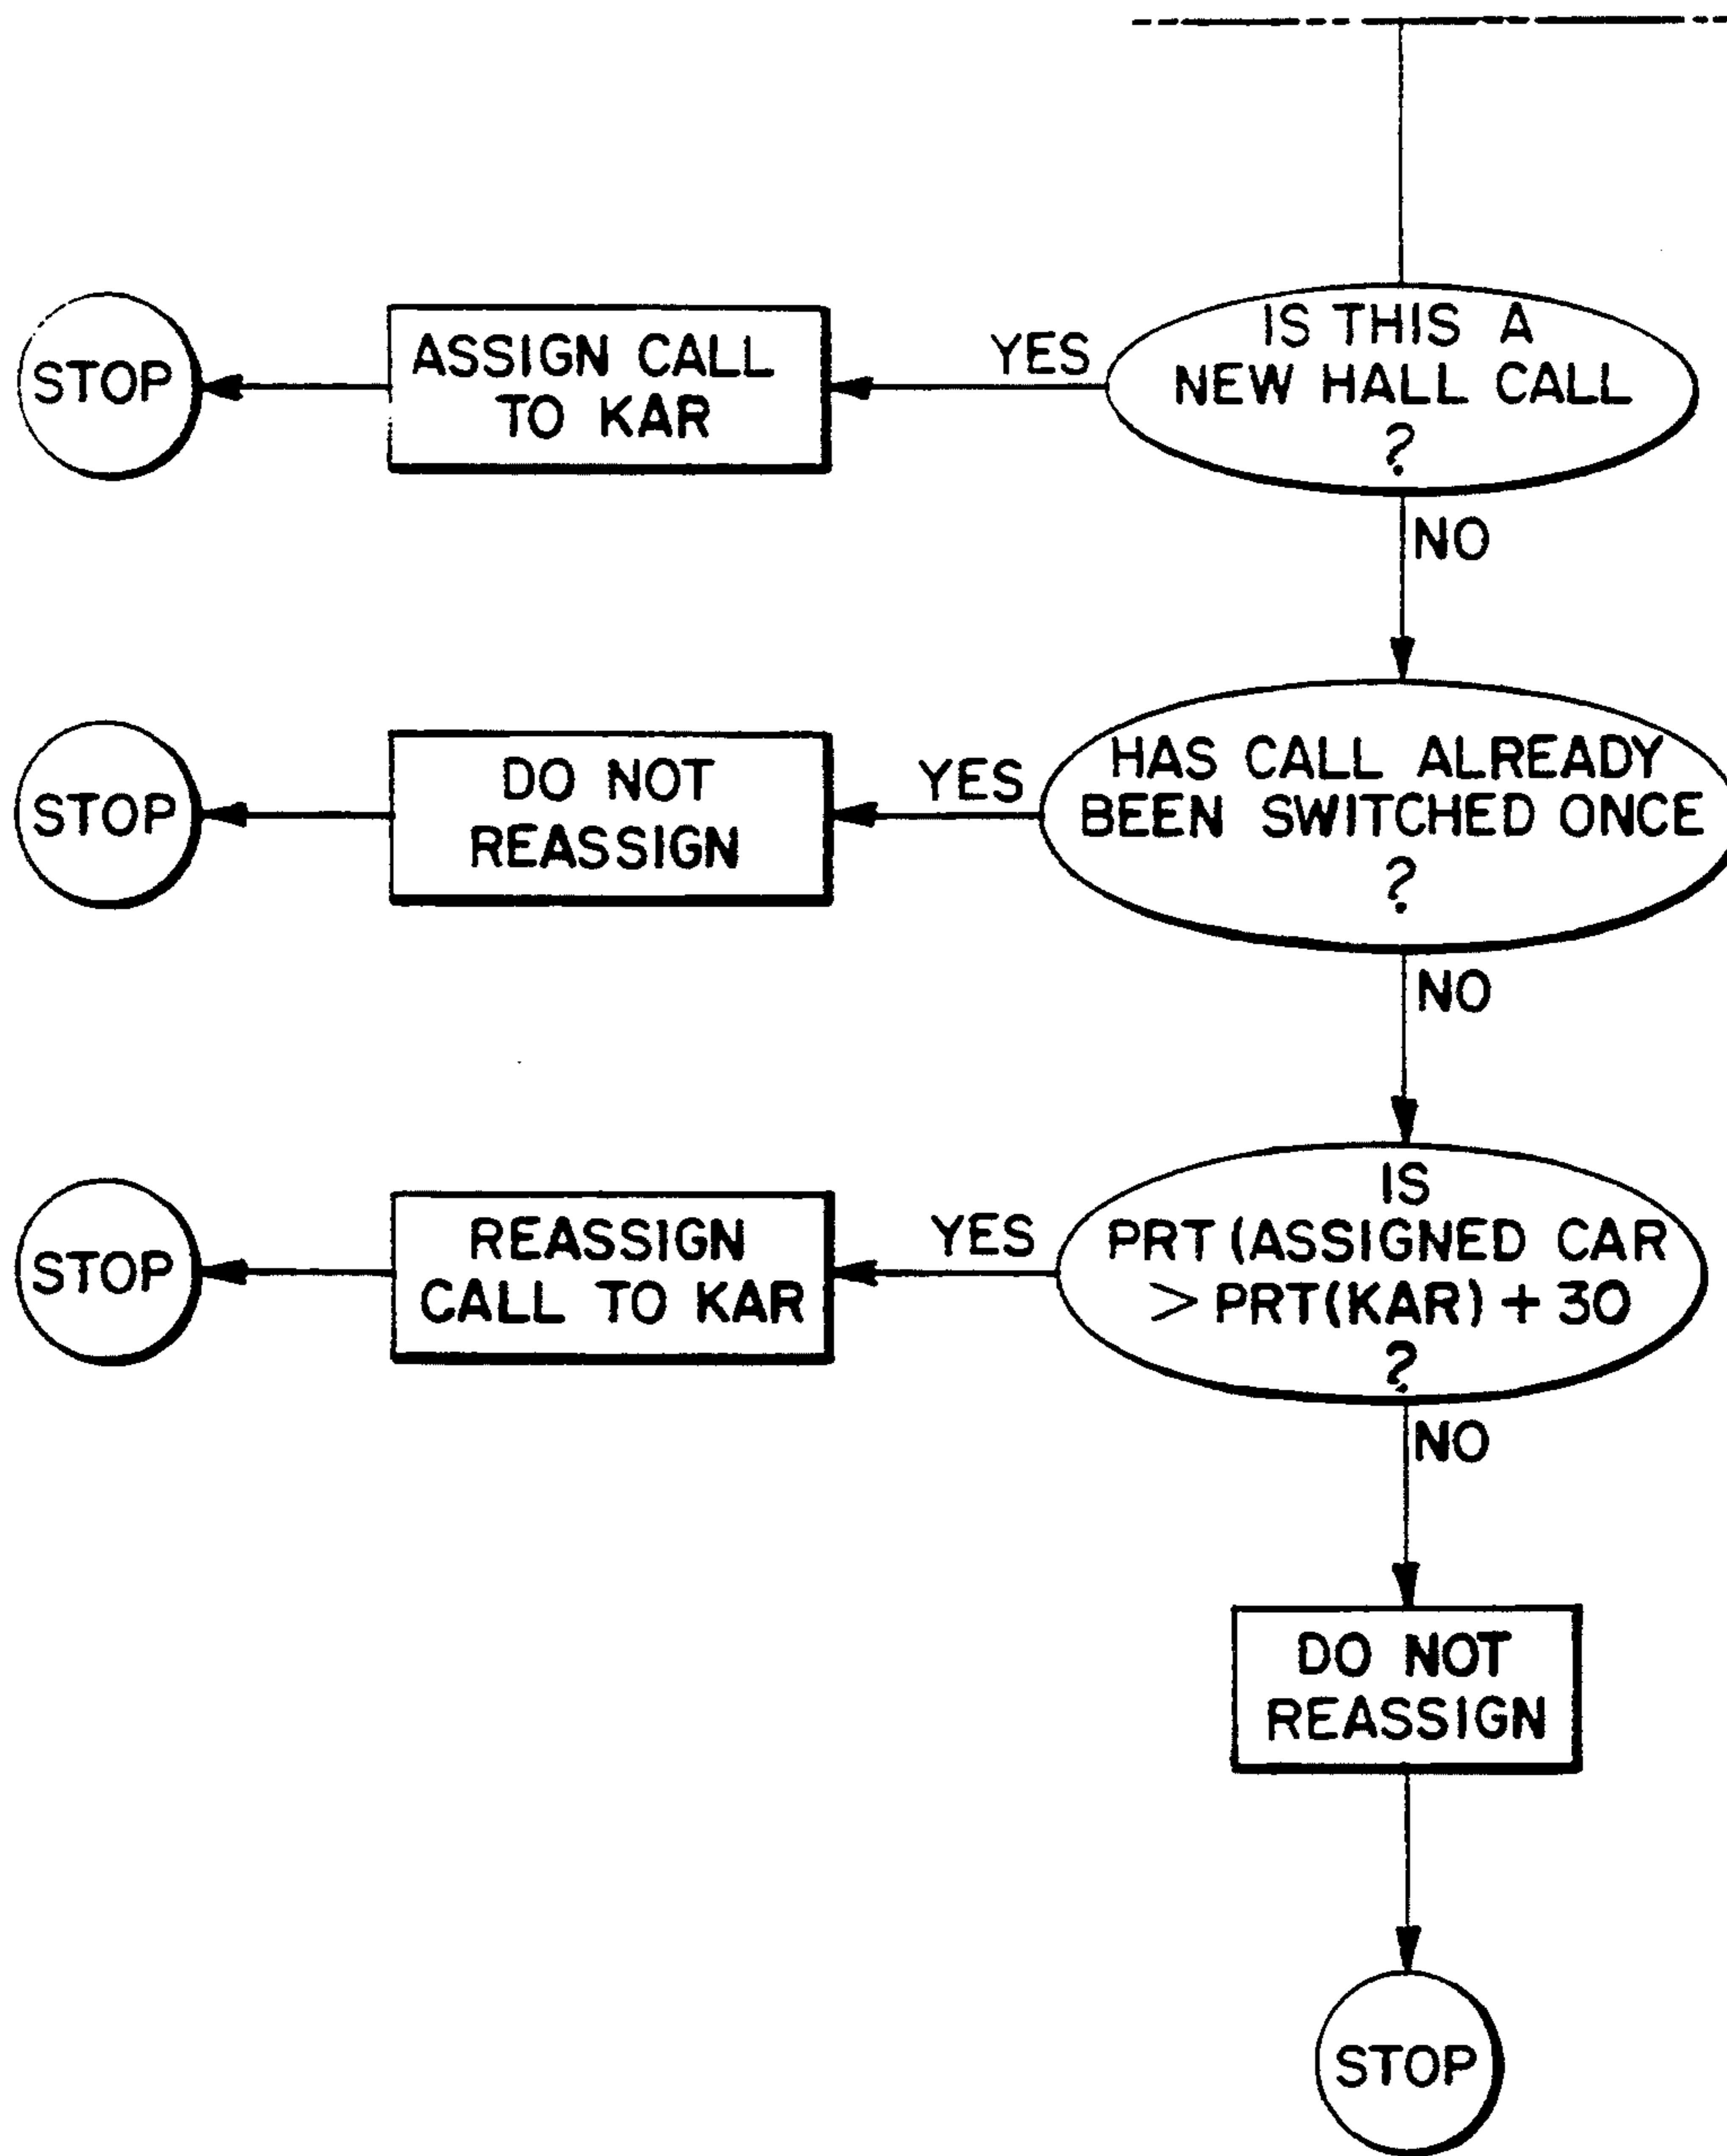 IS THIS A
NEW HALL CALL
?
YES
ASSIGN CALL
TO KAR
STOP
NO
HAS CALL ALREADY
BEEN SWITCHED ONCE
?
YES
DO NOT
REASSIGN
STOP
NO
IS
PRT (ASSIGNED CAR
> PRT(KAR) + 30
?
YES
REASSIGN
CALL TO KAR
STOP
NO
DO NOT
REASSIGN
STOP